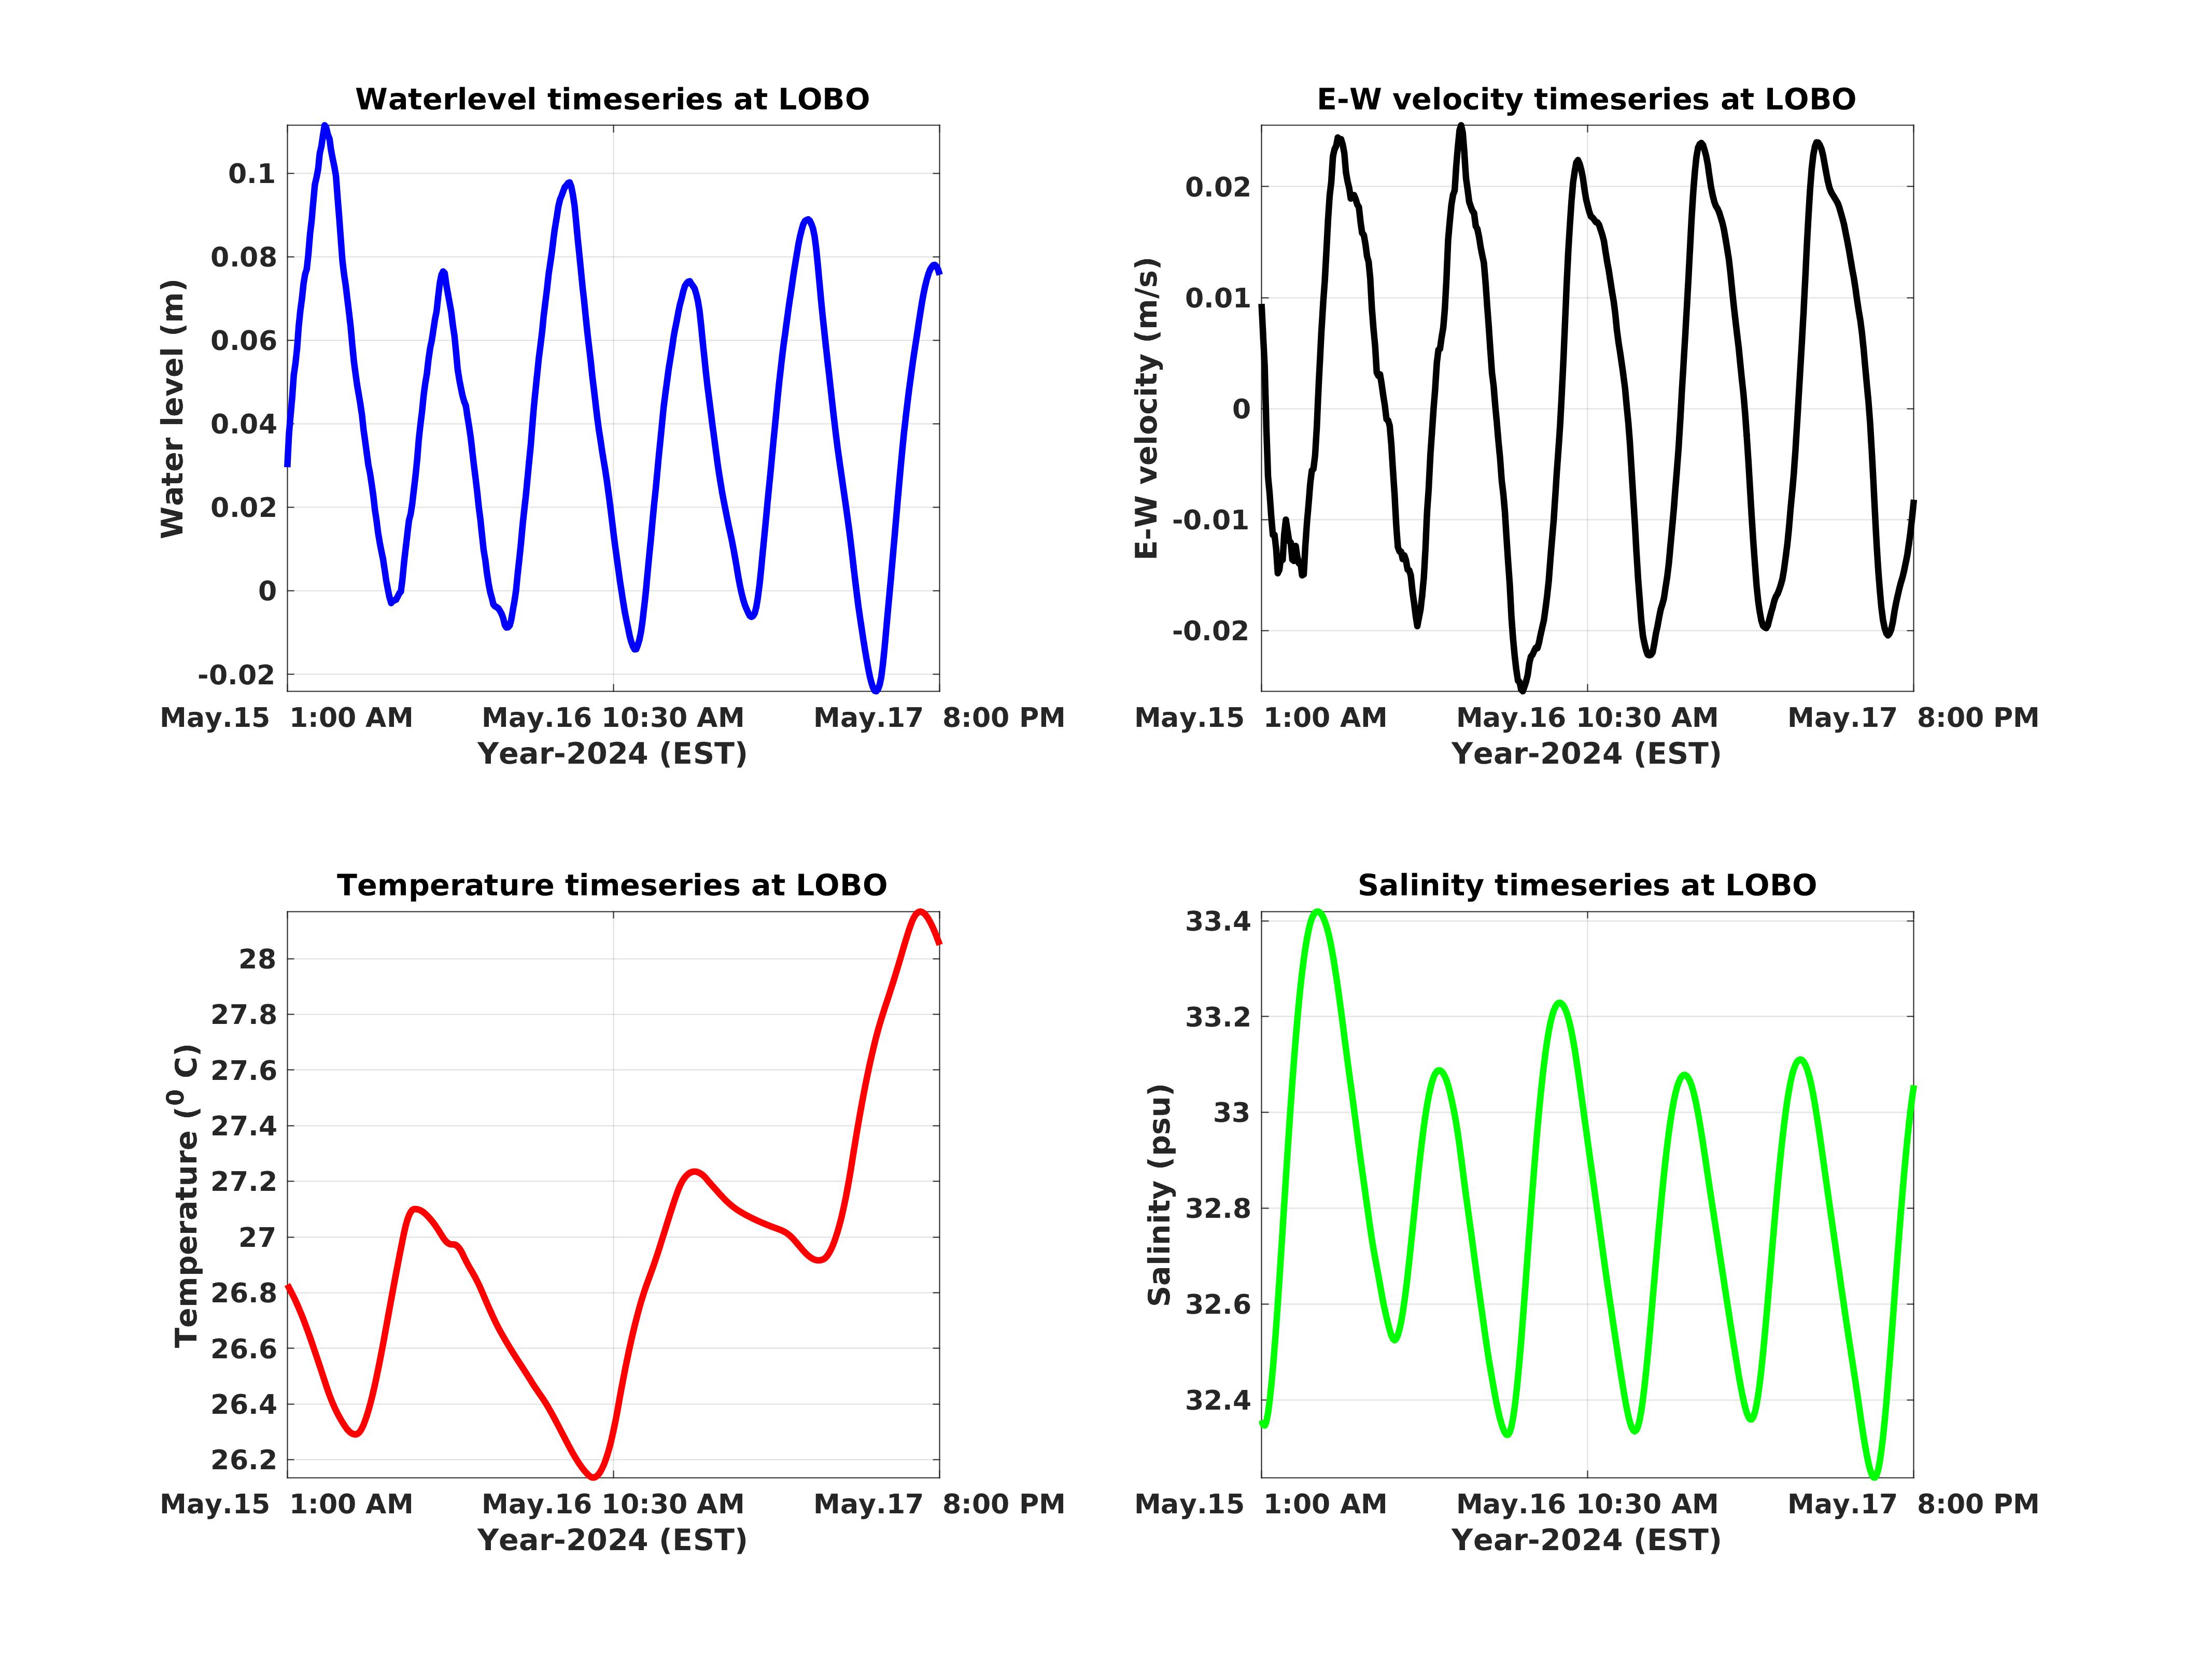 Waterlevel timeseries at LOBO
0.1
0.08
0.06
0.04
0.02
0
-0.02
Water level (m)
May.15 1:00 AM May.16 10:30 AM May.17 8:00 PM
Year-2024 (EST)
E-W velocity timeseries at LOBO
0.02
0.01
0
-0.01
-0.02
E-W velocity (m/s)
May.15 1:00 AM May.16 10:30 AM May.17 8:00 PM
Year-2024 (EST)
Temperature timeseries at LOBO
28
27.8
27.6
27.4
27.2
27
26.8
26.6
26.4
26.2
Temperature (⁰ C)
May.15 1:00 AM May.16 10:30 AM May.17 8:00 PM
Year-2024 (EST)
Salinity timeseries at LOBO
33.4
33.2
33
32.8
32.6
32.4
Salinity (psu)
May.15 1:00 AM May.16 10:30 AM May.17 8:00 PM
Year-2024 (EST)